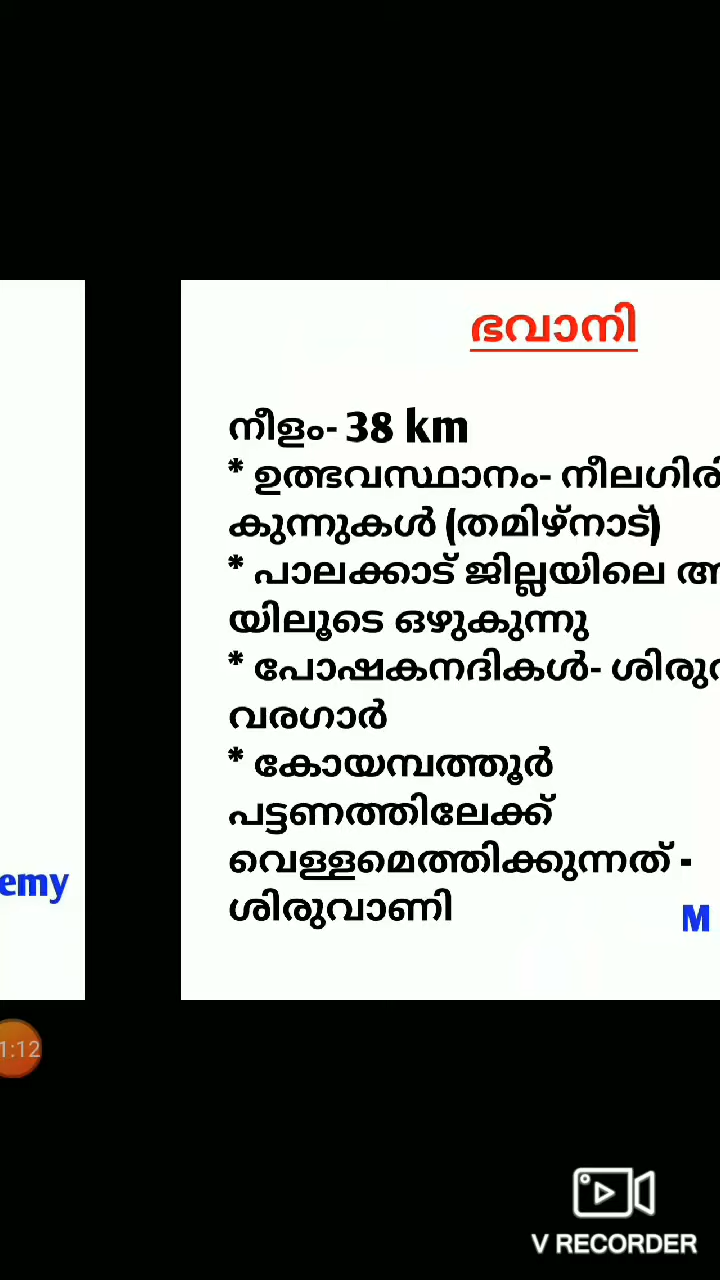 ഭവാനി
നീളം- 38 km
* ഉത്ഭവസ്ഥാനം- നീലഗിരി
കുന്നുകൾ (തമിഴ്നാട്)
* പാലക്കാട് ജില്ലയിലെ
യിലൂടെ ഒഴുകുന്നു
* പോഷകനദികൾ-
വരഗാർ
* കോയമ്പത്തൂർ
പട്ടണത്തിലേക്ക്
വെള്ളമെത്തിക്കുന്നത് -
ശിരുവാണി
emy
M
1:12
V RECORDER